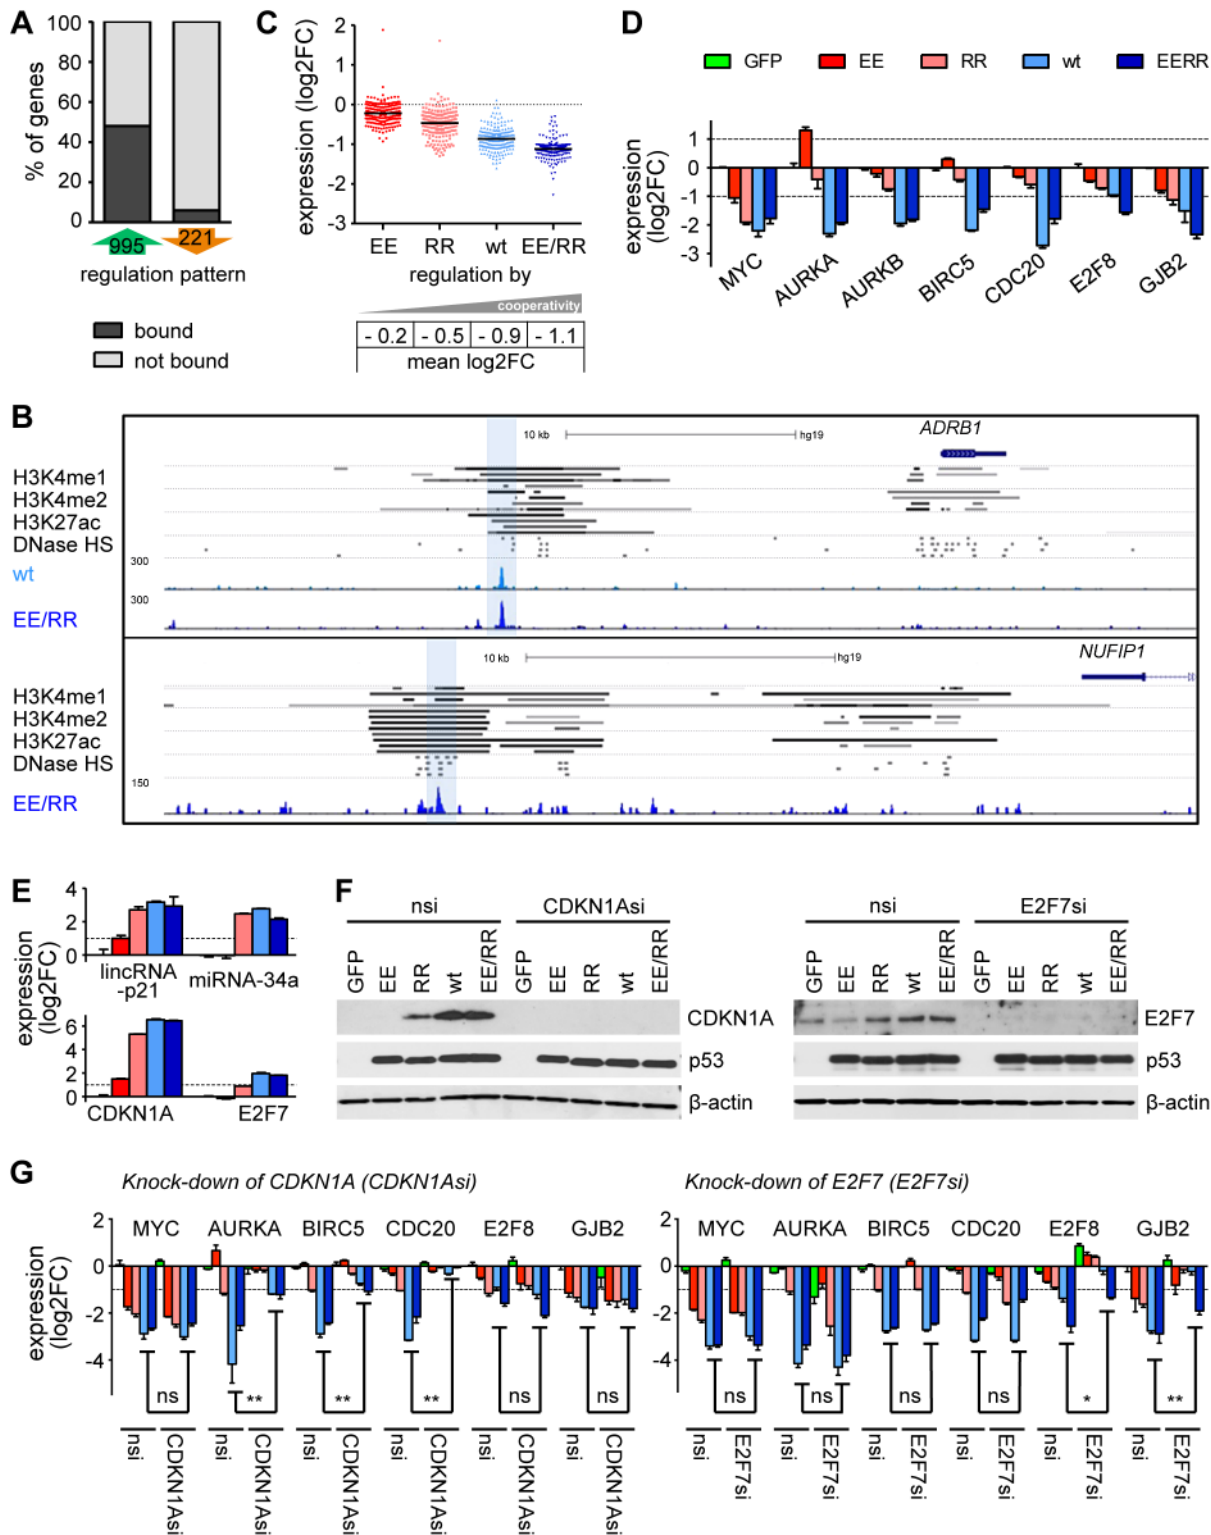 A
100
80
60
40
20
0
% of genes
995
221
regulation pattern
bound
not bound
C
2
1
0
-1
-2
-3
expression (log2FC)
EE RR wt EE/RR
regulation by
cooperativity
- 0.2 - 0.5 - 0.9 - 1.1
mean log2FC
D
GFP EE RR wt EERR
1
0
-1
-2
-3
expression
(log2FC)
MYC AURKA AURKB BIRC5 CDC20 E2F8 GJB2
B
10 kb hg19 ADRB1
H3K4me1
H3K4me2
H3K27ac
DNase HS
300
wt
300
EE/RR
10 kb hg19 NUFIP1
H3K4me1
H3K4me2
H3K27ac
DNase HS
150
EE/RR
E
4
2
0
lincRNA
-p21
miRNA-34a
expression
(log2FC)
6
4
2
0
CDKN1A E2F7
F
nsi CDKN1Asi
GFP EE RR wt EE/RR GFP EE RR wt EE/RR
CDKN1A
p53
β-actin
nsi E2F7si
GFP EE RR wt EE/RR GFP EE RR wt EE/RR
E2F7
p53
β-actin
G
Knock-down of CDKN1A (CDKN1Asi)
2
0
-2
-4
expression
(log2FC)
MYC AURKA BIRC5 CDC20 E2F8 GJB2
ns ** ** ** ns ns
nsi CDKN1Asi nsi CDKN1Asi nsi CDKN1Asi nsi CDKN1Asi nsi CDKN1Asi nsi CDKN1Asi
Knock-down of E2F7 (E2F7si)
2
0
-2
-4
MYC AURKA BIRC5 CDC20 E2F8 GJB2
ns ns ns ns * **
nsi E2F7si nsi E2F7si nsi E2F7si nsi E2F7si nsi E2F7si nsi E2F7si